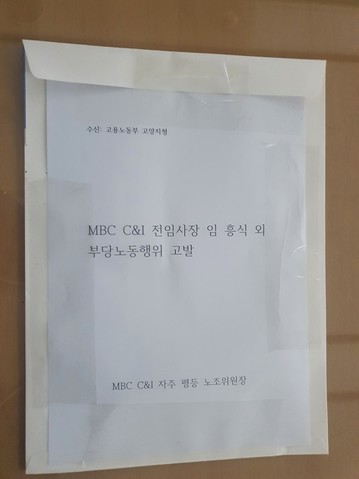 수신: 고용노동부 고양지청
MBC C&I 전임사장 임 흥식 외
부당노동행위 고발
MBC C&I 자주 평등 노조위원장